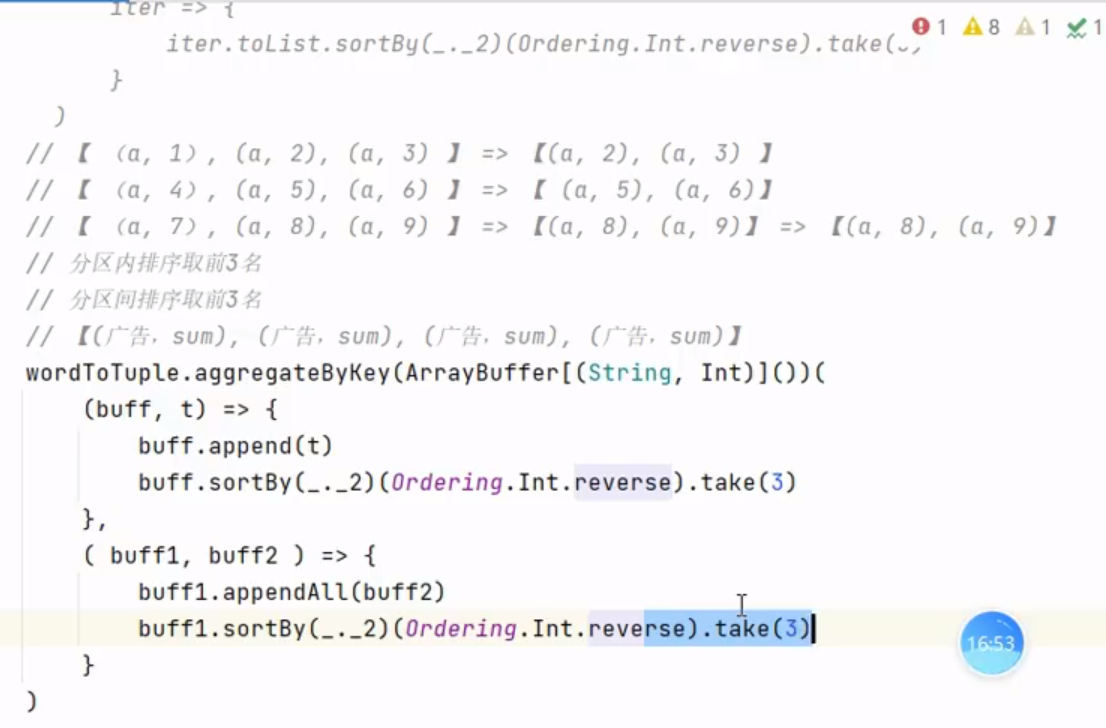 iter => {
1 8 1 1
iter.toList.sortBy(_._2)(Ordering.Int.reverse).take(
}
)
// 【 (a, 1), (a, 2), (a, 3) 】 => 【(a, 2), (a, 3) 】
// 【 (a, 4), (a, 5), (a, 6) 】 => 【 (a, 5), (a, 6)】
// 【 (a, 7), (a, 8), (a, 9) 】 => 【(a, 8), (a, 9)】 => 【(a, 8), (a, 9)】
// 分区内排序取前3名
// 分区间排序取前3名
// 【(广告，sum), (广告，sum), (广告，sum), (广告，sum)】
wordToTuple.aggregateByKey(ArrayBuffer[(String, Int)]())(
(buff, t) => {
buff.append(t)
buff.sortBy(_._2)(Ordering.Int.reverse).take(3)
},
( buff1, buff2 ) => {
buff1.appendAll(buff2)
buff1.sortBy(_._2)(Ordering.Int.reverse).take(3)
16:53
}
)